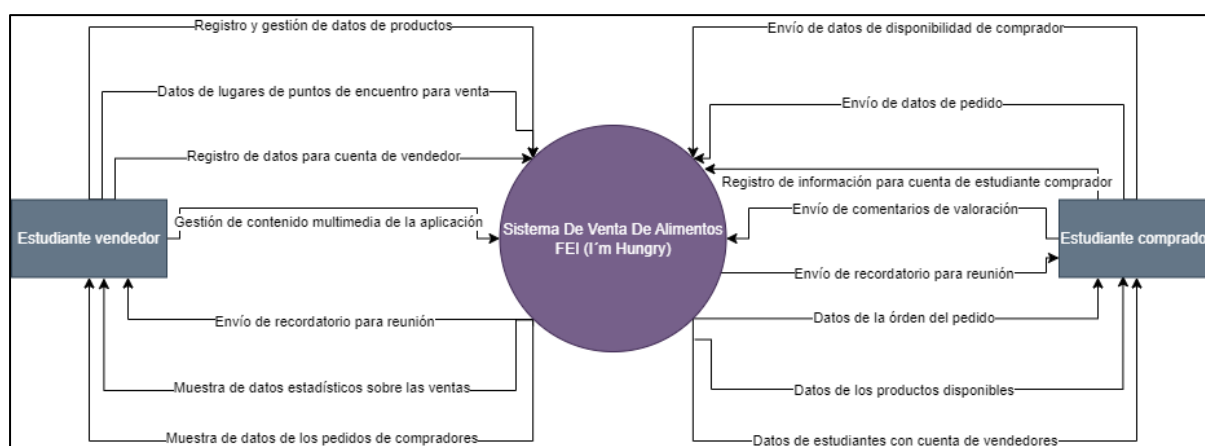 Registro y gestión de datos de productos
Envío de datos de disponibilidad de comprador
Datos de lugares de puntos de encuentro para venta
Envío de datos de pedido
Registro de datos para cuenta de vendedor
Registro de información para cuenta de estudiante comprador
Gestión de contenido multimedia de la aplicación
Envío de comentarios de valoración
Estudiante vendedor
Sistema De Venta De Alimentos
FEI (I´m Hungry)
Estudiante comprado
Envío de recordatorio para reunión
Envío de recordatorio para reunión
Datos de la órden del pedido
Muestra de datos estadísticos sobre las ventas
Datos de los productos disponibles
Muestra de datos de los pedidos de compradores
Datos de estudiantes con cuenta de vendedores